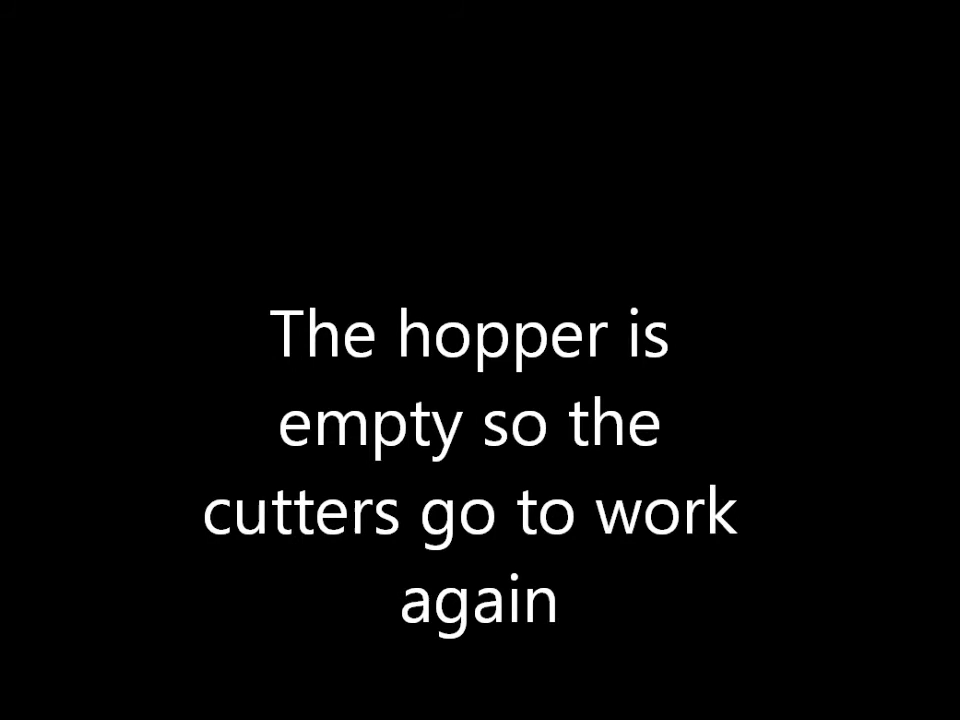 The hopper is
empty so the
cutters go to work
again